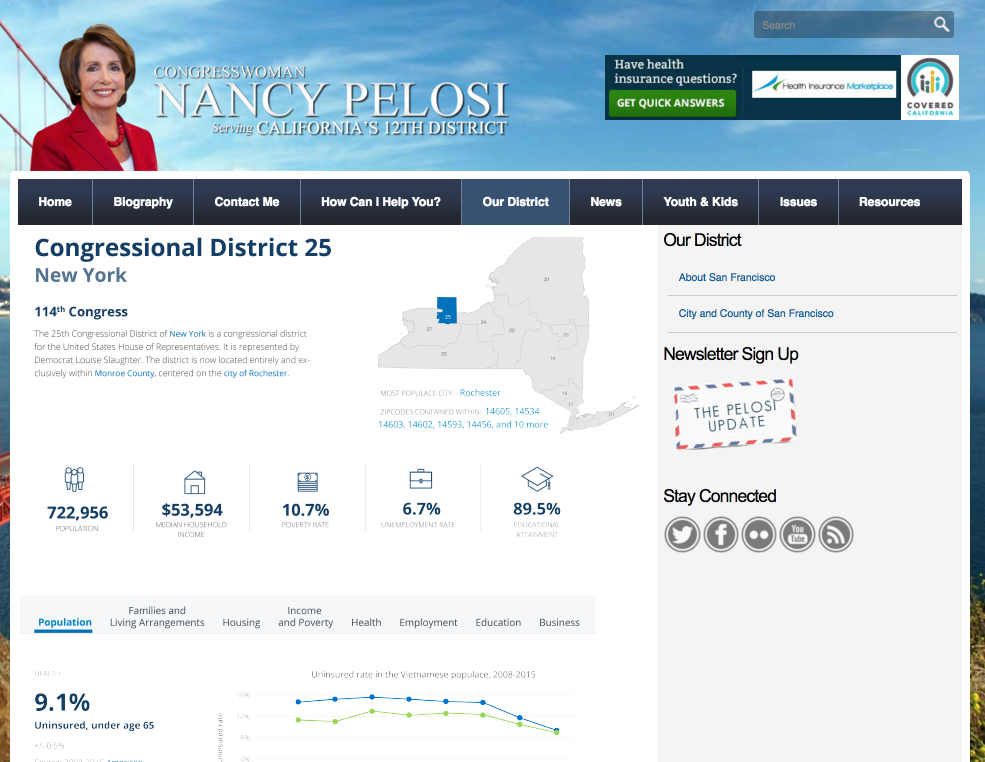 Search
CONGRESSWOMAN
NANCY PELOSI
Serving CALIFORNIA'S 12TH DISTRICT
Have health
insurance questions?
GET QUICK ANSWERS
Health Insurance Marketplace
COVERED
CALIFORNIA
Home
Biography
Contact Me
How Can I Help You?
Our District
News
Youth & Kids
Issues
Resources
Congressional District 25
New York
114th Congress
The 25th Congressional District of New York is a congressional district
for the United States House of Representatives. It is represented by
Democrat Louise Slaughter. The district is now located entirely and ex-
clusively within Monroe County, centered on the city of Rochester.
21
25
27
24
22
20
23
19
18
17
01
MOST POPULACE CITY: Rochester
ZIPCODES CONTAINED WITHIN: 14605, 14534
14603, 14602, 14593, 14456, and 10 more
722,956
POPULATION
$53,594
MEDIAN HOUSEHOLD
INCOME
10.7%
POVERTY RATE
6.7%
UNEMPLOYMENT RATE
89.5%
EDUCATIONAL
ATTAINMENT
Population
Families and
Living Arrangements
Housing
Income
and Poverty
Health
Employment
Education
Business
HEALTH
9.1%
Uninsured, under age 65
+/- 0.5%
Uninsured rate in the Vietnamese populace, 2008-2015
16%
12%
8%
4%
Uninsured rate
Our District
About San Francisco
City and County of San Francisco
Newsletter Sign Up
THE PELOSI
UPDATE
Stay Connected
You
Tube